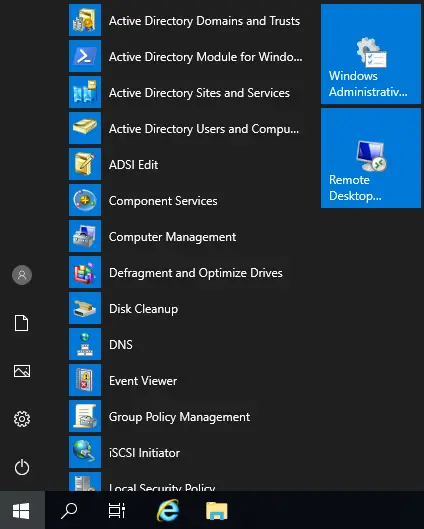 Active Directory Domains and Trusts
Active Directory Module for Windo...
Active Directory Sites and Services
Active Directory Users and Compu...
ADSI Edit
Component Services
Computer Management
Defragment and Optimize Drives
Disk Cleanup
DNS
Event Viewer
Group Policy Management
iSCSI Initiator
Local Security Policy
Windows
Administrativ...
Remote
Desktop...